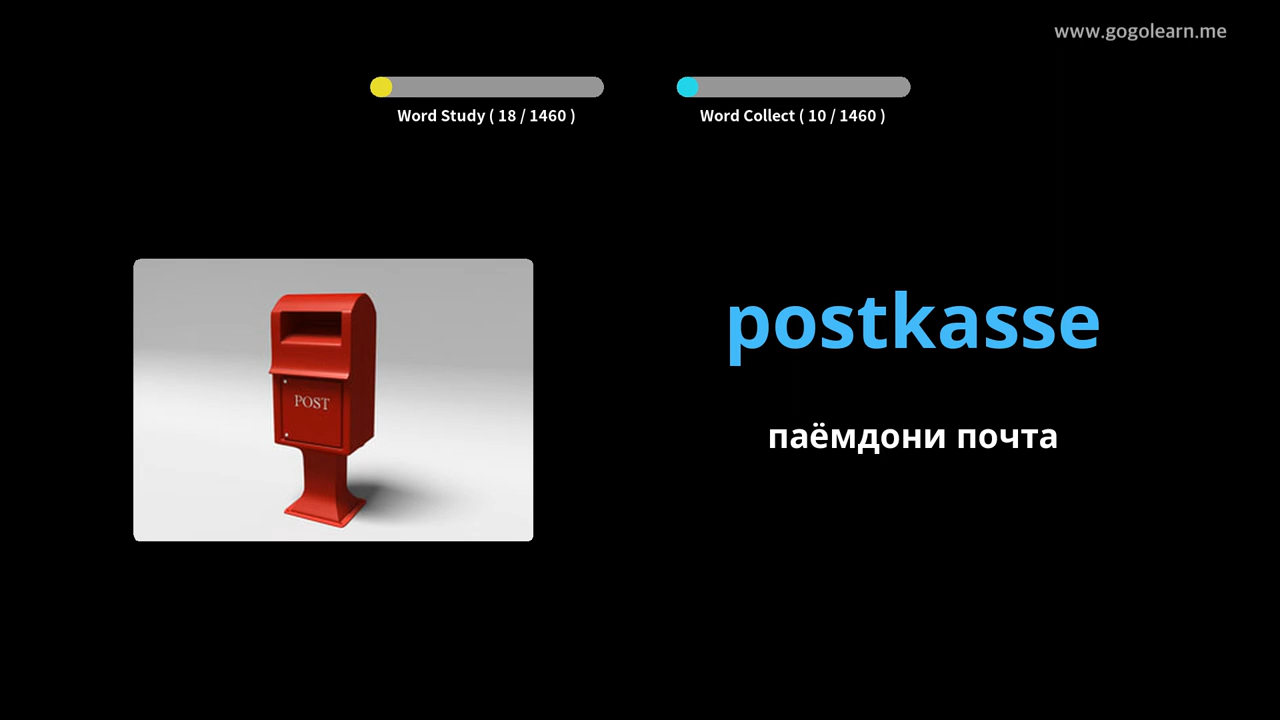 www.gogolearn.me
Word Study ( 18 / 1460 )
Word Collect ( 10 / 1460 )
POST
postkasse
паёмдони почта